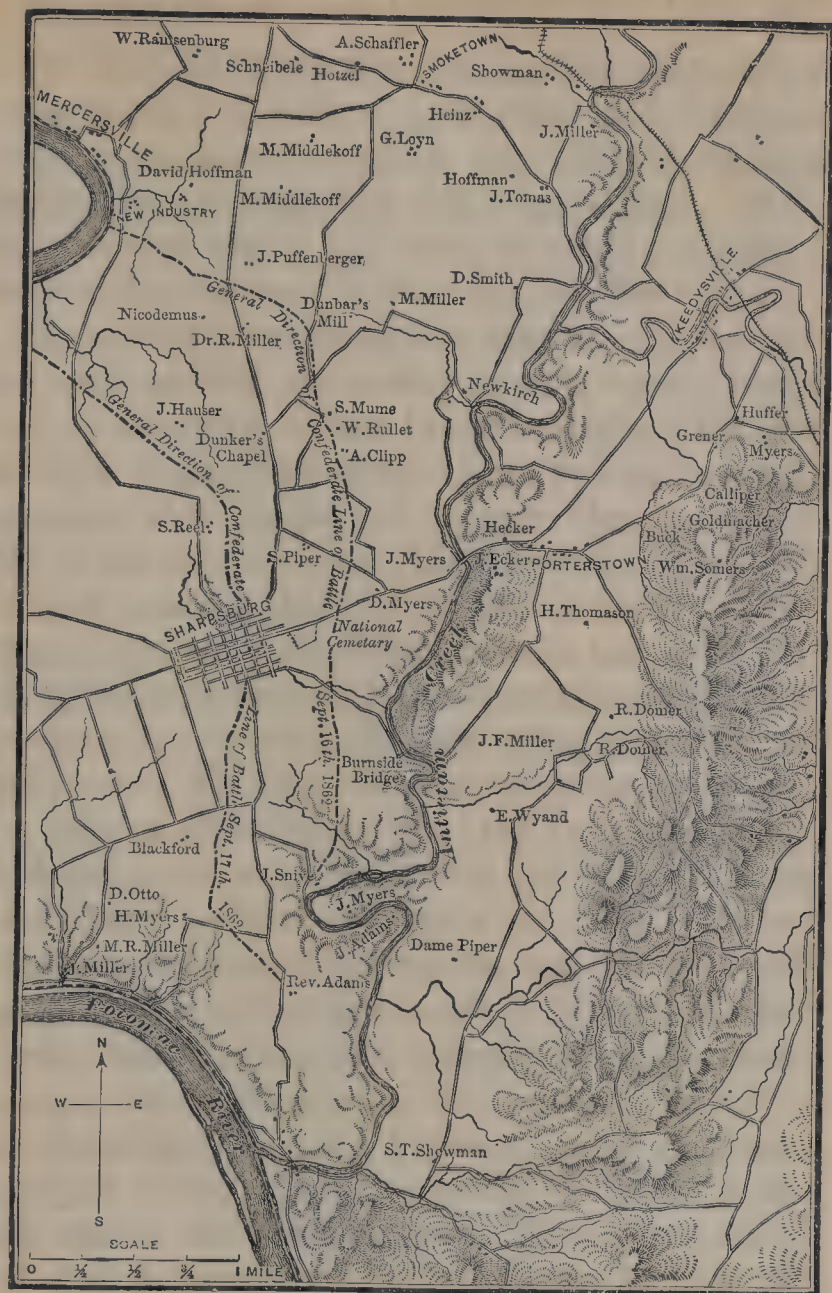 W. Rausenburg
A. Schaffler
Schneibele
Hotzel
SMOKETOWN
Showman
MERCERSVILLE
Heinz
G. Loyn
J. Miller
M. Middlekoff
David Hoffman
Hoffman
J. Tomas
M. Middlekoff
NEW INDUSTRY
J. Puffenberger
KEEDYSVILLE
D. Smith
General Direction
Confederate Line of Battle
Sept. 16th. 1862
Nicodemus
Dunbar's
Mill
M. Miller
Dr. R. Miller
Newkirch
General Direction of Confederate
Line of Battle Sept. 17th.
1862
J. Hauser
S. Mume
W. Rullet
Dunker's
Chapel
A. Clipp
Huffer
Grener
Myers
Calliper
Goldmacher
S. Reel
Hecker
Buck
S. Piper
J. Myers
J. Ecker
PORTERSTOWN
Wm. Somers
SHARPSBURG
D. Myers
H. Thomason
National
Cemetary
Antietam Creek
R. Domer
J. F. Miller
R. Domer
Burnside
Bridge
E. Wyand
Blackford
J. Snive
D. Otto
J. Myers
H. Myers
Adams
M. R. Miller
Dame Piper
J. Miller
Rev. Adams
Potomac
River
N
W
E
S
S. T. Showman
SCALE
0 ¼ ½ ¾ 1 MILE